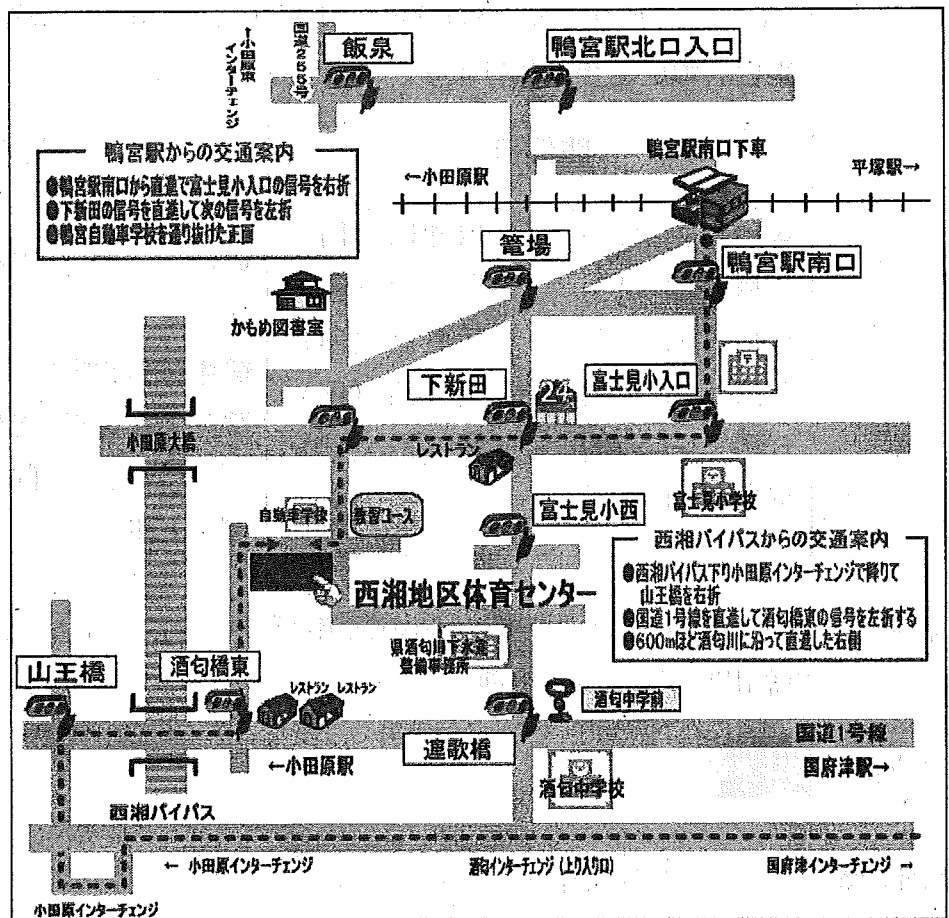 ←小田原東
インターチェンジ
国道255号
飯泉
鴨宮駅北口入口
鴨宮駅からの交通案内
●鴨宮駅南口から直進で富士見小入口の信号を右折
●下新田の信号を直進して次の信号を左折
●鴨宮自動車学校を通り抜けた正面
鴨宮駅南口下車
←小田原駅
平塚駅→
篭場
鴨宮駅南口
かもめ図書室
下新田
24
富士見小入口
小田原大橋
レストラン
富士見小学校
自動車学校
教習コース
富士見小西
西湘バイパスからの交通案内
●西湘バイパス下り小田原インターチェンジで降りて
山王橋を右折
●国道1号線を直進して酒匂橋東の信号を左折する
●600mほど酒匂川に沿って直進した右側
西湘地区体育センター
県酒匂川下水道
整備事務所
山王橋
酒匂橋東
レストラン レストラン
酒匂中学前
連歌橋
国道1号線
←小田原駅
国府津駅→
酒匂中学校
西湘バイパス
← 小田原インターチェンジ
酒匂インターチェンジ (上り入り口)
国府津インターチェンジ →
小田原インターチェンジ